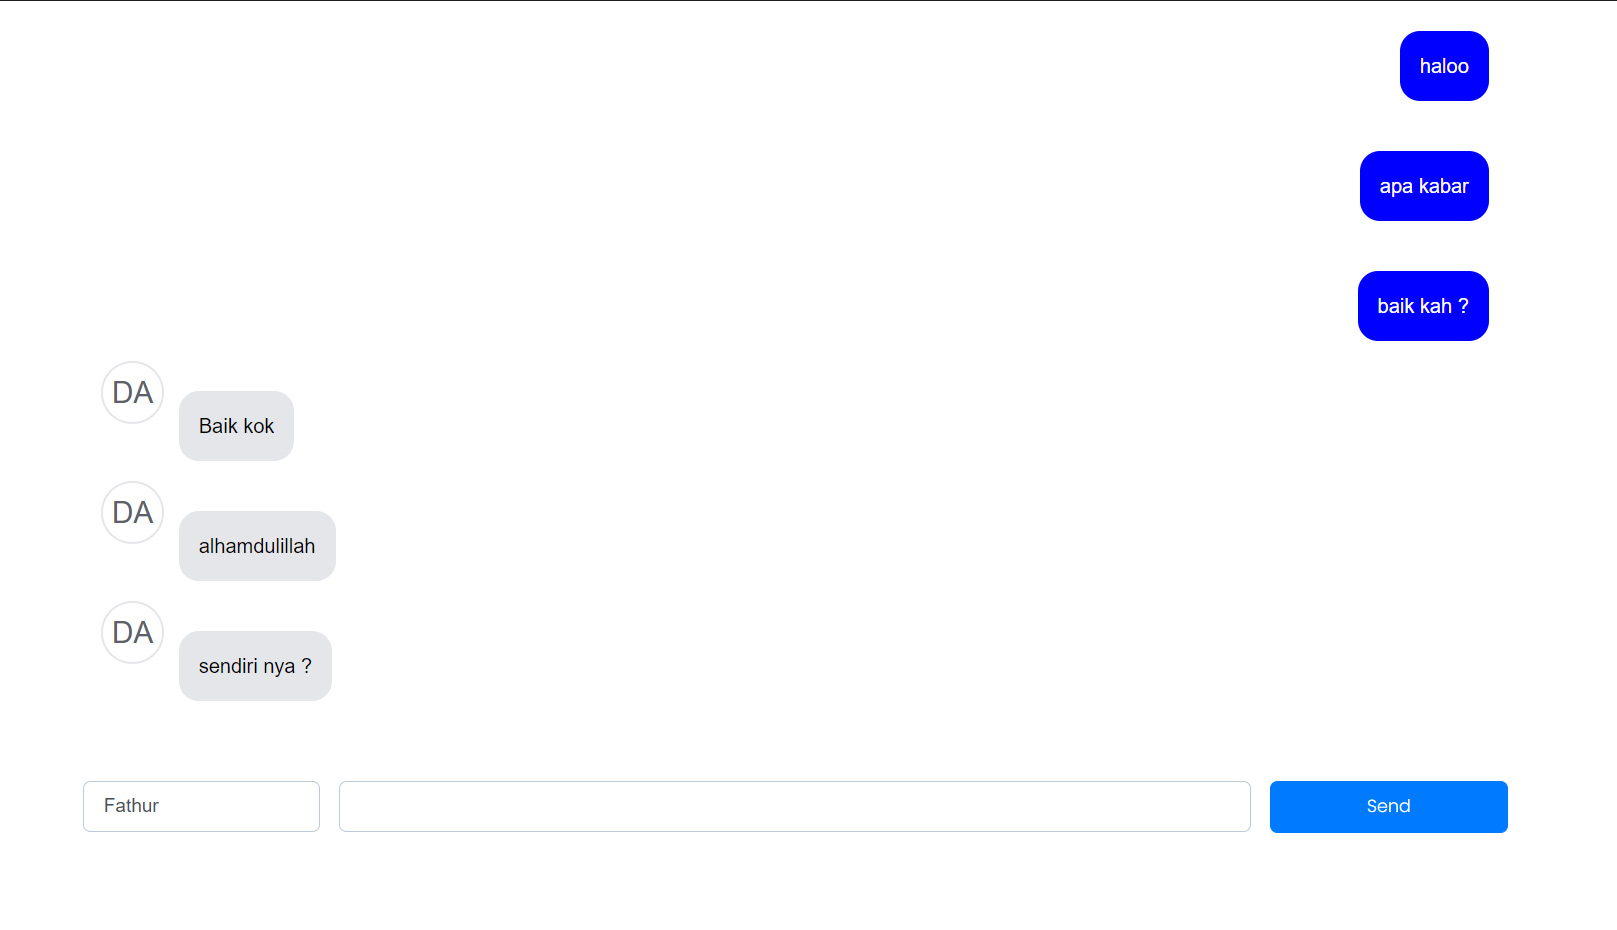 haloo
apa kabar
baik kah ?
DA
Baik kok
DA
alhamdulillah
DA
sendiri nya ?
Fathur
Send